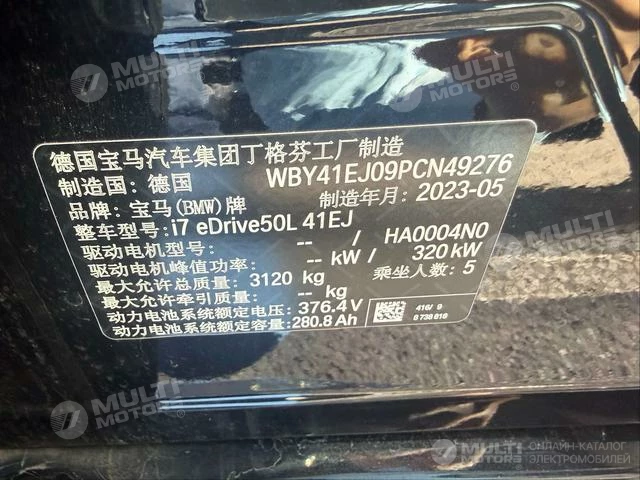 德国宝马汽车集团丁格芬工厂制造
制造国: 德国 WBY41EJ09PCN49276
品牌: 宝马(BMW)牌 制造年月: 2023-05
整车型号: i7 eDrive50L 41EJ
驱动电机型号: -- / HA0004N0
驱动电机峰值功率: -- kW / 320 kW
最大允许总质量: 3120 kg 乘坐人数: 5
最大允许牵引质量: -- kg
动力电池系统额定电压: 376.4V
动力电池系统额定容量: 280.8Ah
416/ 9
8738818
MULTI MOTORS
MULTI MOTORS
MULTI MOTORS
MULTI MOTORS
MULTI MOTORS
ОНЛАЙН-КАТАЛОГ
ЭЛЕКТРОМОБИЛЕЙ